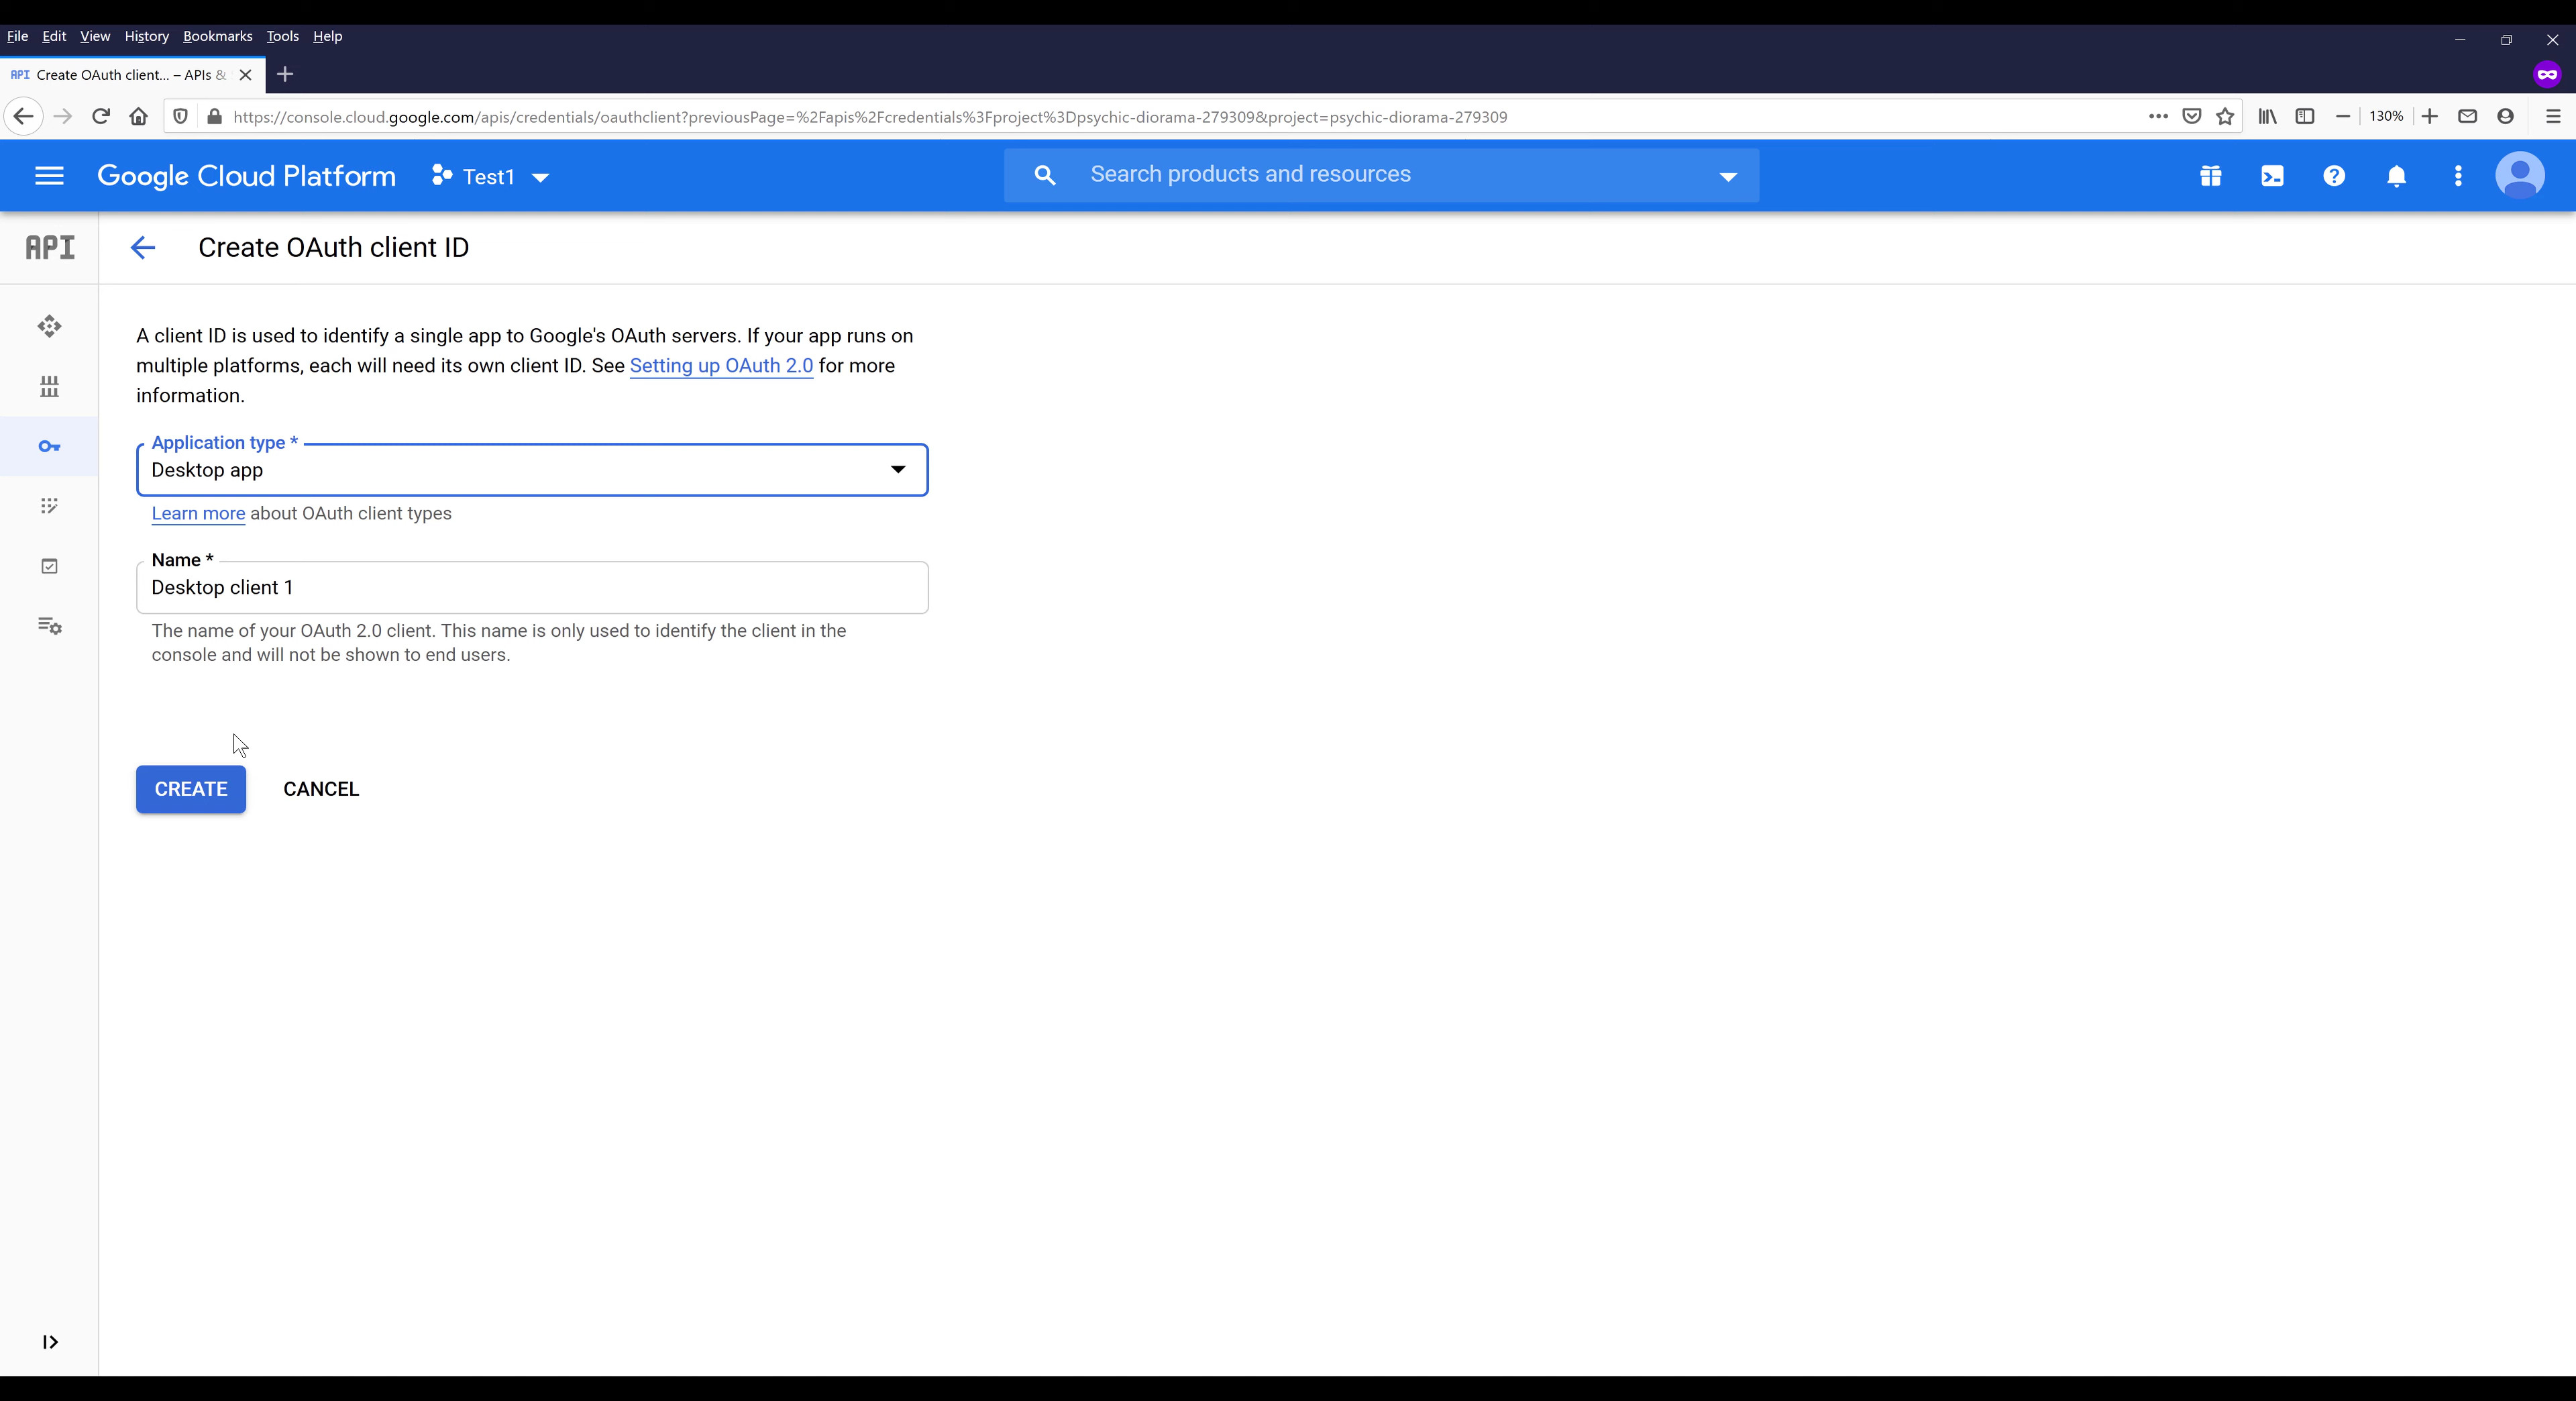 File Edit View History Bookmarks Tools Help
API Create OAuth client... – APIs &
https://console.cloud.google.com/apis/credentials/oauthclient?previousPage=%2Fapis%2Fcredentials%3Fproject%3Dpsychic-diorama-279309&project=psychic-diorama-279309
130%
Google Cloud Platform
Test1
Search products and resources
API
Create OAuth client ID
A client ID is used to identify a single app to Google's OAuth servers. If your app runs on
multiple platforms, each will need its own client ID. See Setting up OAuth 2.0 for more
information.
Application type *
Desktop app
Learn more about OAuth client types
Name *
Desktop client 1
The name of your OAuth 2.0 client. This name is only used to identify the client in the
console and will not be shown to end users.
CREATE CANCEL